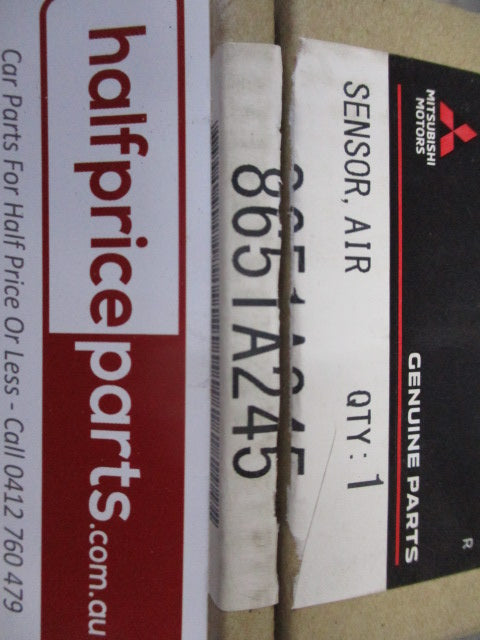 MITSUBISHI
MOTORS
GENUINE PARTS
R
SENSOR, AIR QTY: 1
8651A245
8651A245
halfpriceparts.com.au
Car Parts For Half Price Or Less - Call 0412 760 479